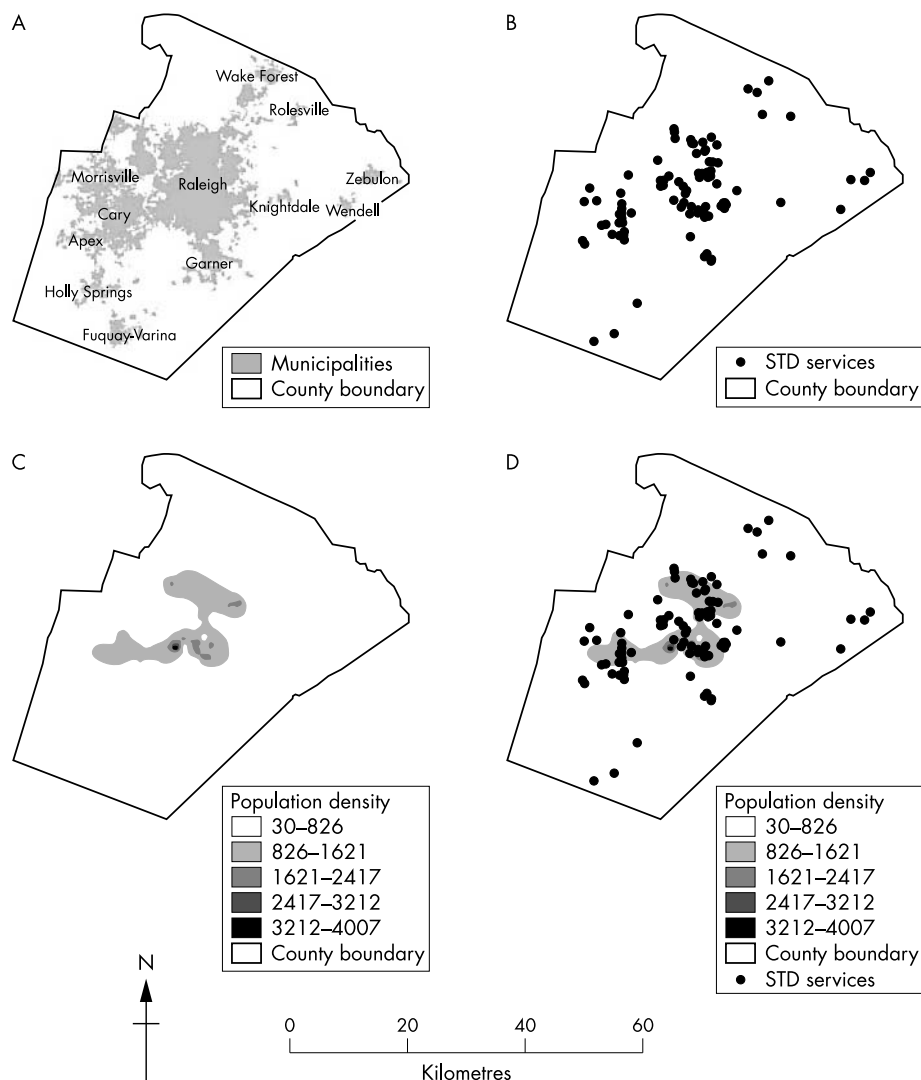 A
Wake Forest
Rolesville
Morrisville
Raleigh
Zebulon
Cary
Knightdale
Wendell
Apex
Garner
Holly Springs
Fuquay-Varina
Municipalities
County boundary
B
STD services
County boundary
C
Population density
30–826
826–1621
1621–2417
2417–3212
3212–4007
County boundary
D
Population density
30–826
826–1621
1621–2417
2417–3212
3212–4007
County boundary
STD services
N
0 20 40 60
Kilometres